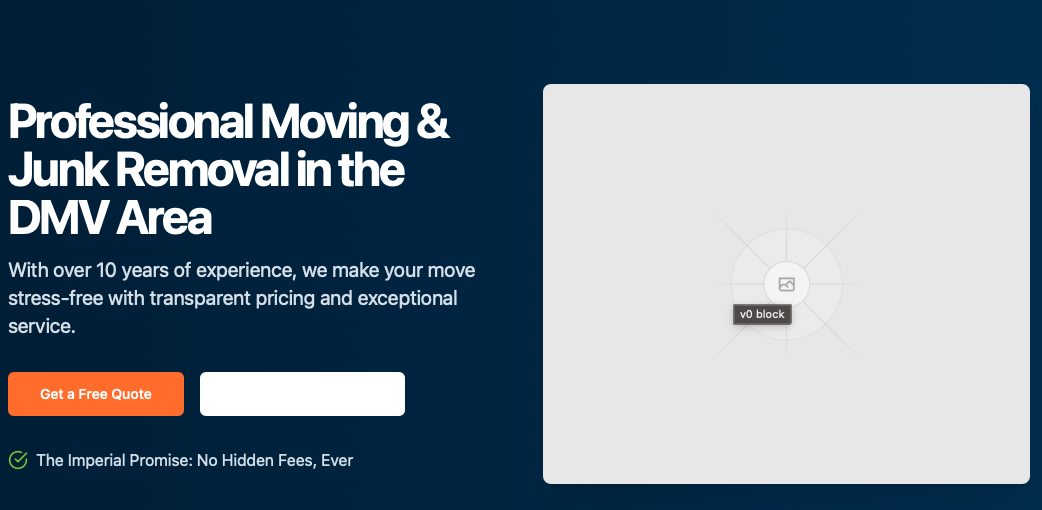 Professional Moving &
Junk Removal in the
DMV Area
With over 10 years of experience, we make your move
stress-free with transparent pricing and exceptional
service.
Get a Free Quote
The Imperial Promise: No Hidden Fees, Ever
v0 block